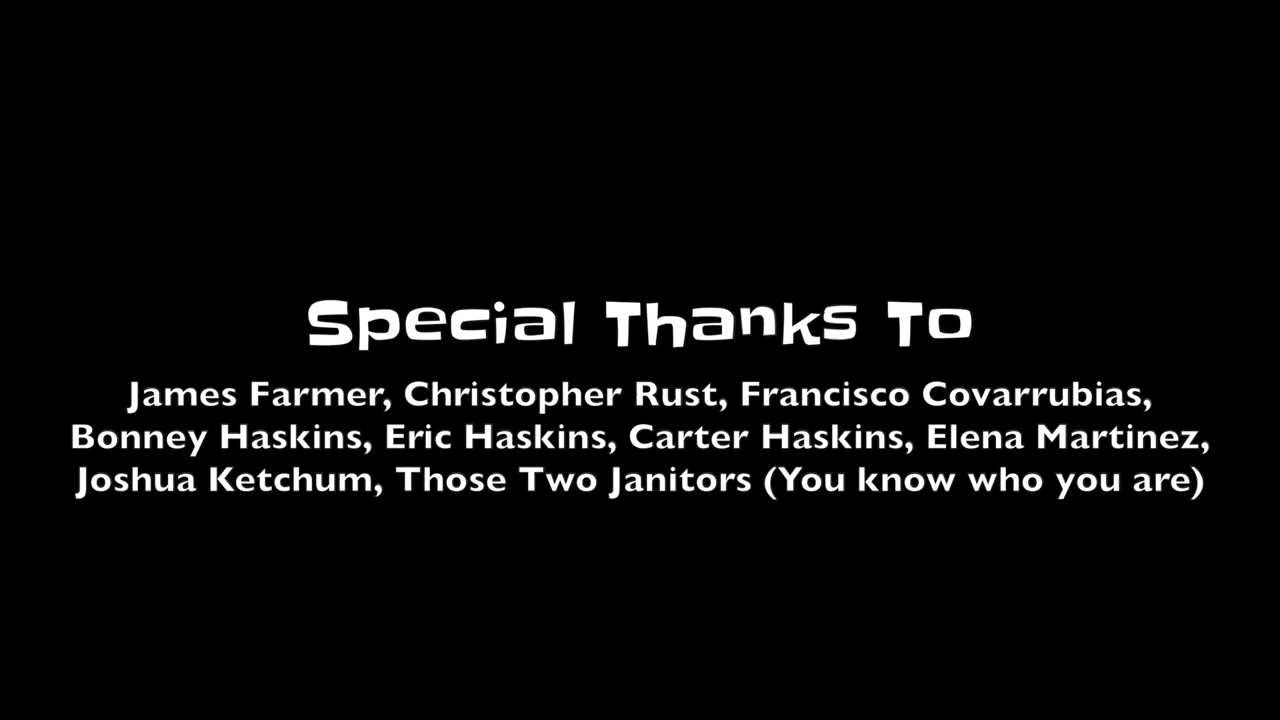 Special Thanks To
James Farmer, Christopher Rust, Francisco Covarrubias,
Bonney Haskins, Eric Haskins, Carter Haskins, Elena Martinez,
Joshua Ketchum, Those Two Janitors (You know who you are)